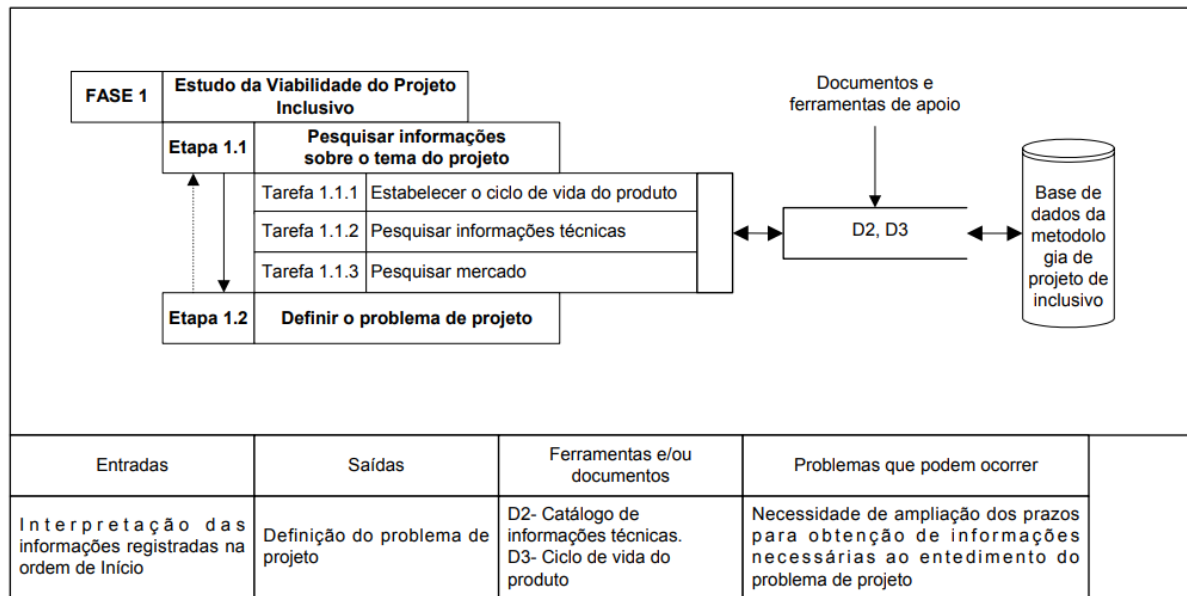 FASE 1
Estudo da Viabilidade do Projeto
Inclusivo
Etapa 1.1
Pesquisar informações
sobre o tema do projeto
Tarefa 1.1.1
Estabelecer o ciclo de vida do produto
Tarefa 1.1.2
Pesquisar informações técnicas
Tarefa 1.1.3
Pesquisar mercado
Etapa 1.2
Definir o problema de projeto
Documentos e
ferramentas de apoio
D2, D3
Base de
dados da
metodolo
gia de
projeto de
inclusivo
Entradas
Saídas
Ferramentas e/ou
documentos
Problemas que podem ocorrer
Interpretação das
informações registradas na
ordem de Início
Definição do problema de
projeto
D2- Catálogo de
informações técnicas.
D3- Ciclo de vida do
produto
Necessidade de ampliação dos prazos
para obtenção de informações
necessárias ao entedimento do
problema de projeto